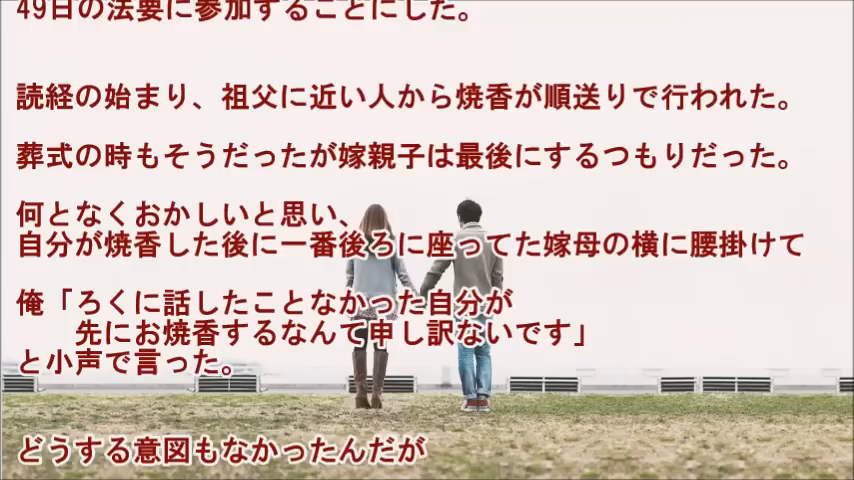 49日の法要に参加することにした。
読経の始まり、祖父に近い人から焼香が順送りで行われた。
葬式の時もそうだったが嫁親子は最後にするつもりだった。
何となくおかしいと思い、
自分が焼香した後に一番後ろに座ってた嫁母の横に腰掛けて
俺「ろくに話したことなかった自分が
先にお焼香するなんて申し訳ないです」
と小声で言った。
どうする意図もなかったんだが